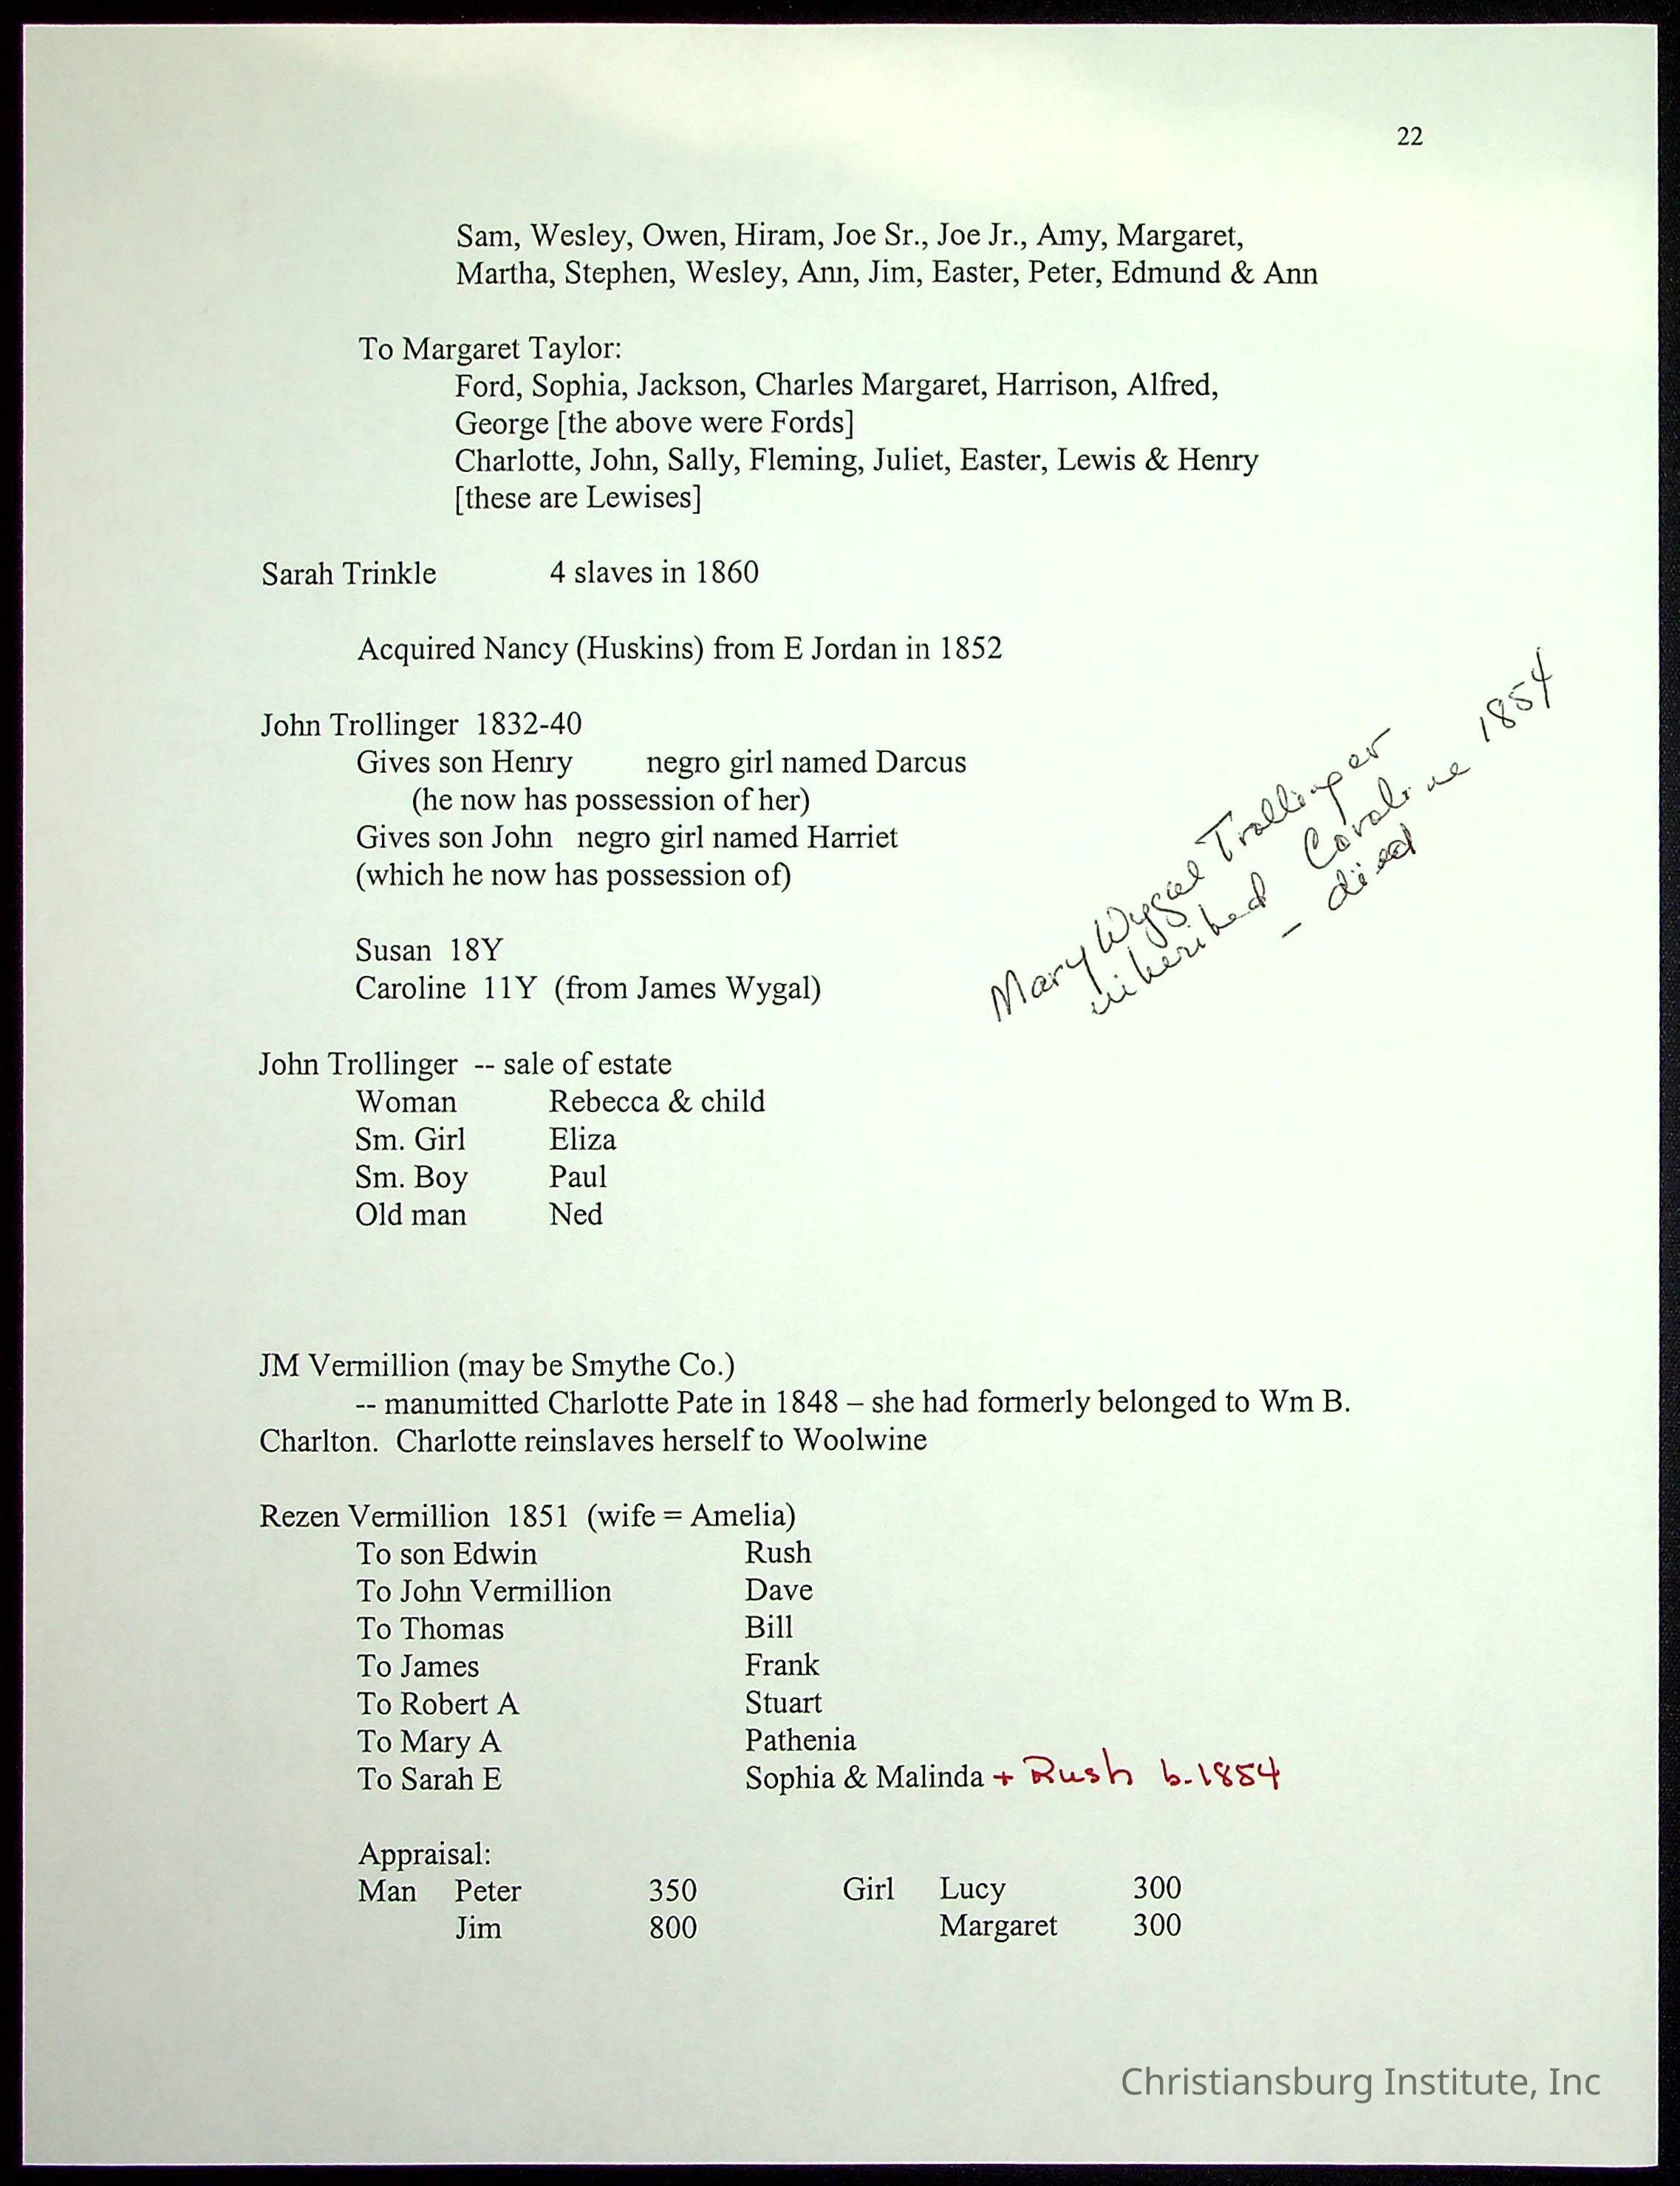 22
Sam, Wesley, Owen, Hiram, Joe Sr., Joe Jr., Amy, Margaret,
Martha, Stephen, Wesley, Ann, Jim, Easter, Peter, Edmund & Ann
To Margaret Taylor:
Ford, Sophia, Jackson, Charles Margaret, Harrison, Alfred,
George [the above were Fords]
Charlotte, John, Sally, Fleming, Juliet, Easter, Lewis & Henry
[these are Lewises]
Sarah Trinkle 4 slaves in 1860
Acquired Nancy (Huskins) from E Jordan in 1852
John Trollinger 1832-40
Gives son Henry negro girl named Darcus
(he now has possession of her)
Gives son John negro girl named Harriet
(which he now has possession of)
Susan 18Y
Caroline 11Y (from James Wygal)
Mary Wygal Trollinger
inherited Caroline 1854
– died
John Trollinger -- sale of estate
Woman Rebecca & child
Sm. Girl Eliza
Sm. Boy Paul
Old man Ned
JM Vermillion (may be Smythe Co.)
-- manumitted Charlotte Pate in 1848 – she had formerly belonged to Wm B.
Charlton. Charlotte reinslaves herself to Woolwine
Rezen Vermillion 1851 (wife = Amelia)
To son Edwin Rush
To John Vermillion Dave
To Thomas Bill
To James Frank
To Robert A Stuart
To Mary A Pathenia
To Sarah E Sophia & Malinda + Rush b. 1854
Appraisal:
Man Peter 350 Girl Lucy 300
Jim 800 Margaret 300
Christiansburg Institute, Inc